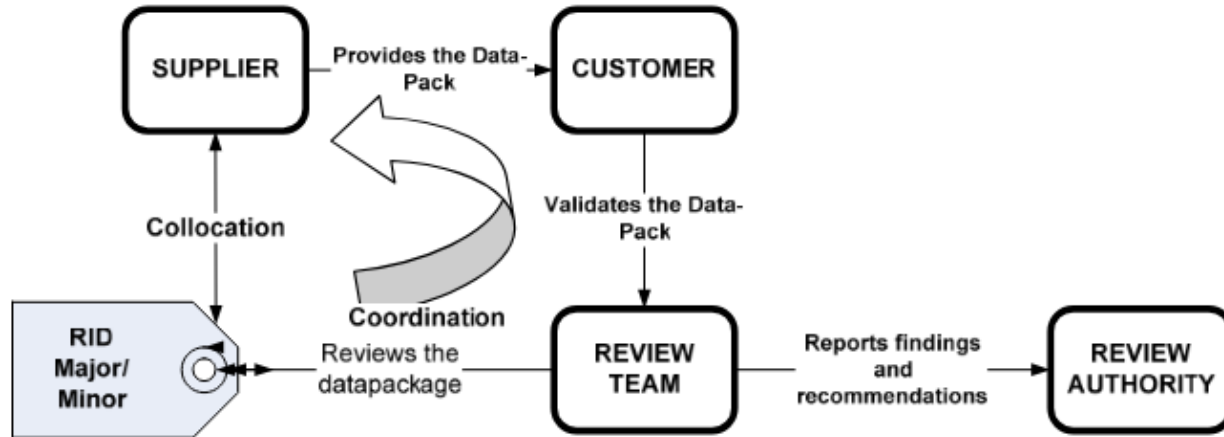 SUPPLIER
Provides the Data-
Pack
CUSTOMER
Collocation
Validates the Data-
Pack
Coordination
RID
Major/
Minor
Reviews the
datapackage
REVIEW
TEAM
Reports findings
and
recommendations
REVIEW
AUTHORITY